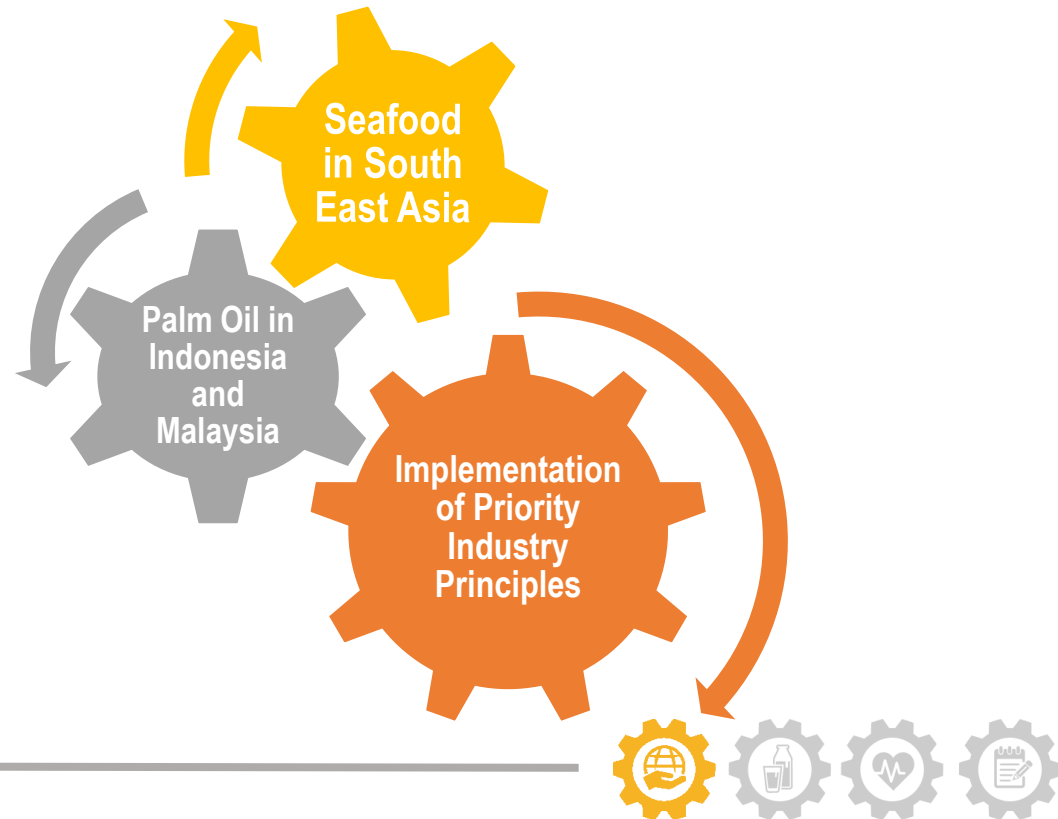 Seafood
in South
East Asia
Palm Oil in
Indonesia
and
Malaysia
Implementation
of Priority
Industry
Principles